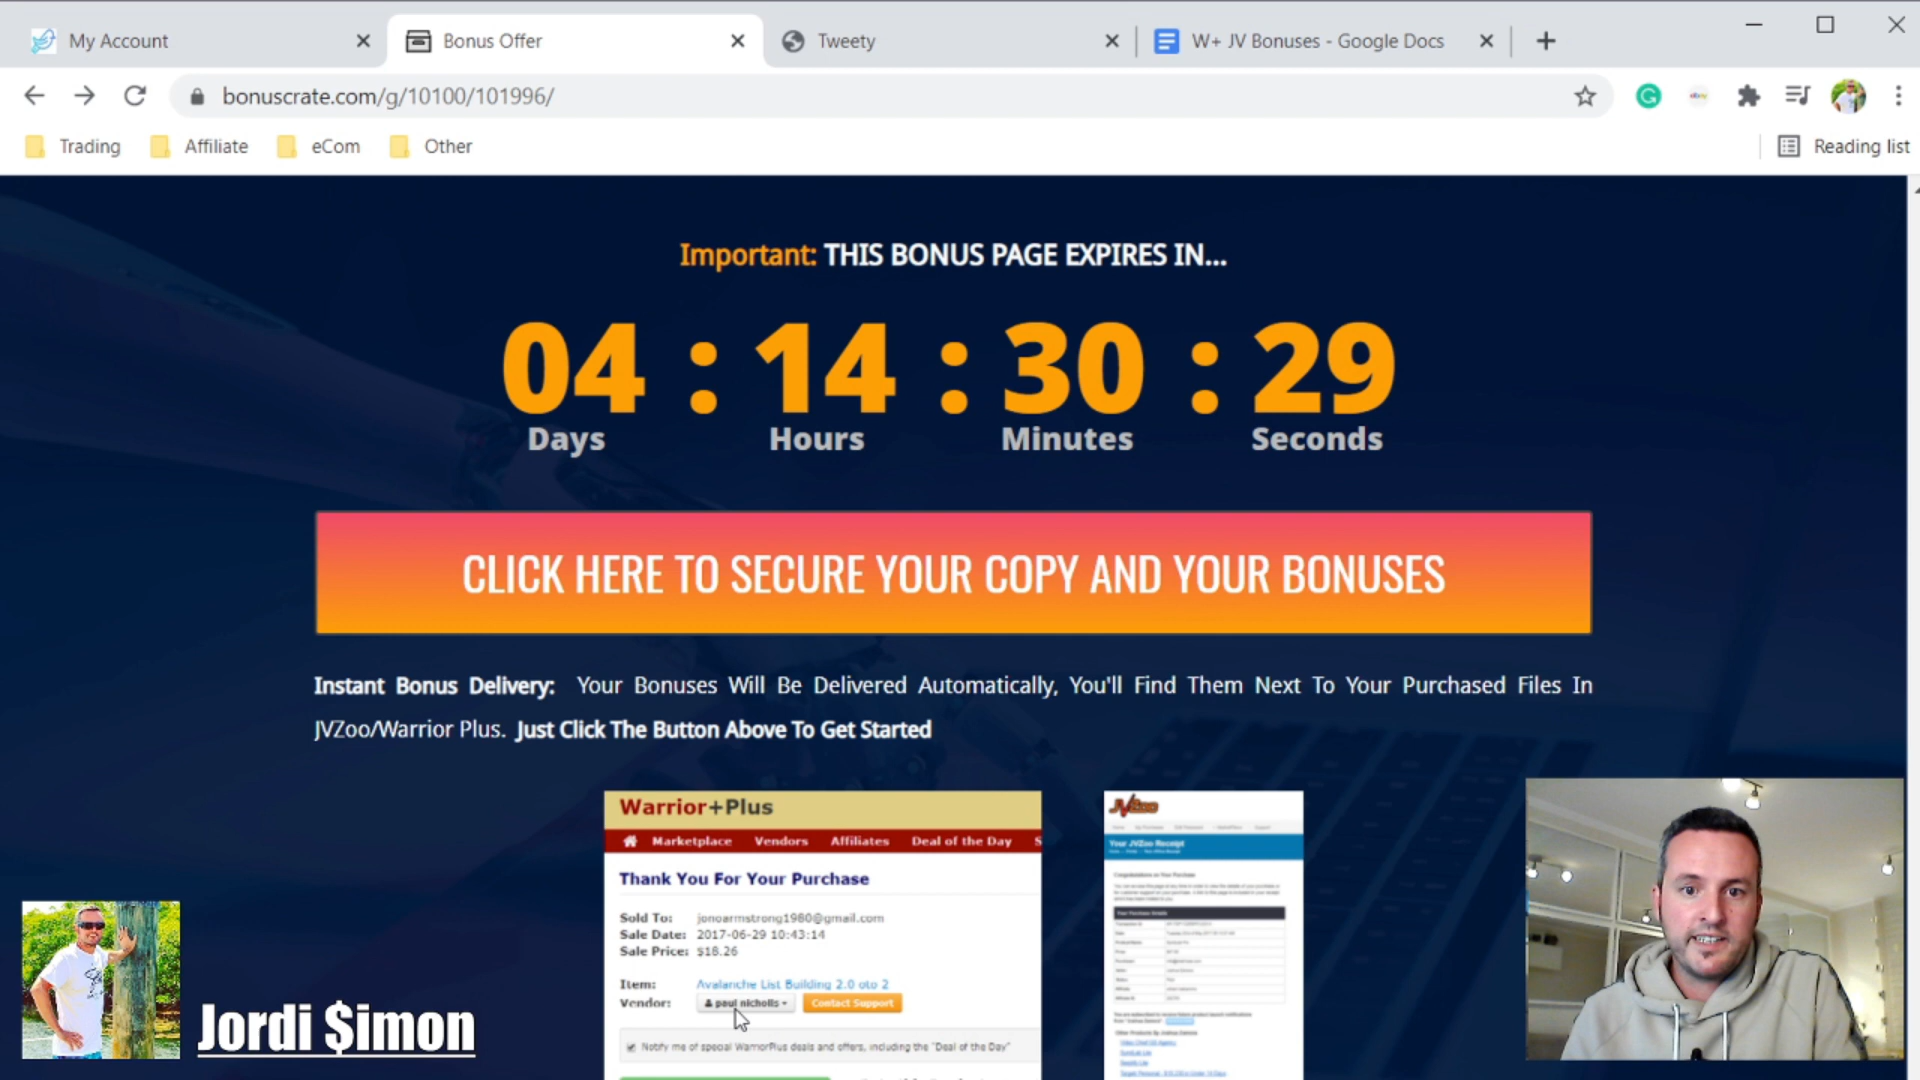 My Account
Bonus Offer
Tweety
W+ JV Bonuses - Google Docs
bonuscrate.com/g/10100/101996/
Trading
Affiliate
eCom
Other
Reading list
Important: THIS BONUS PAGE EXPIRES IN...
04 : 14 : 30 : 29
Days Hours Minutes Seconds
CLICK HERE TO SECURE YOUR COPY AND YOUR BONUSES
Instant Bonus Delivery: Your Bonuses Will Be Delivered Automatically, You'll Find Them Next To Your Purchased Files In
JVZoo/Warrior Plus. Just Click The Button Above To Get Started
Warrior+Plus
Marketplace Vendors Affiliates Deal of the Day S
Thank You For Your Purchase
Sold To: jonoarmstrong1980@gmail.com
Sale Date: 2017-06-29 10:43:14
Sale Price: $18.26
Item: Avalanche List Building 2.0 oto 2
Vendor: paul nicholls Contact Support
Notify me of special WarriorPlus deals and offers, including the "Deal of the Day"
JVZoo
Your JVZoo Receipt
Jordi $imon